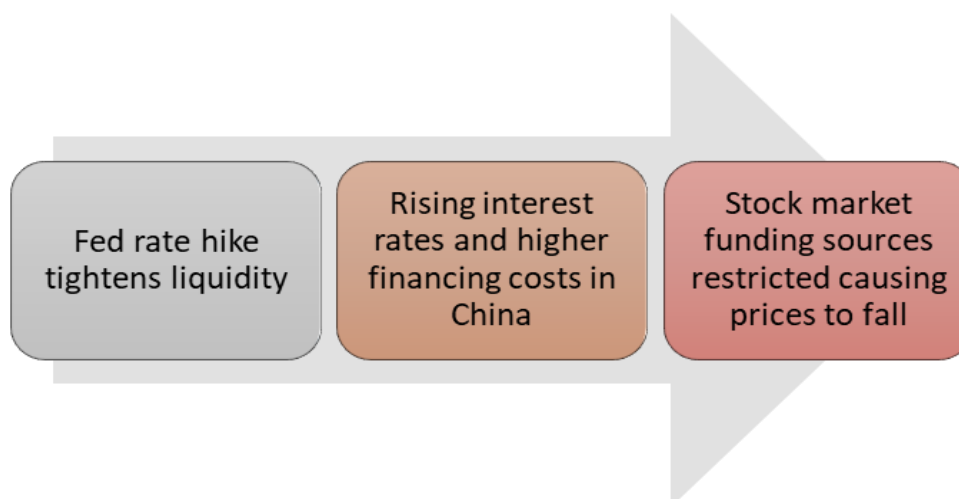 Fed rate hike
tightens liquidity
Rising interest
rates and higher
financing costs in
China
Stock market
funding sources
restricted causing
prices to fall